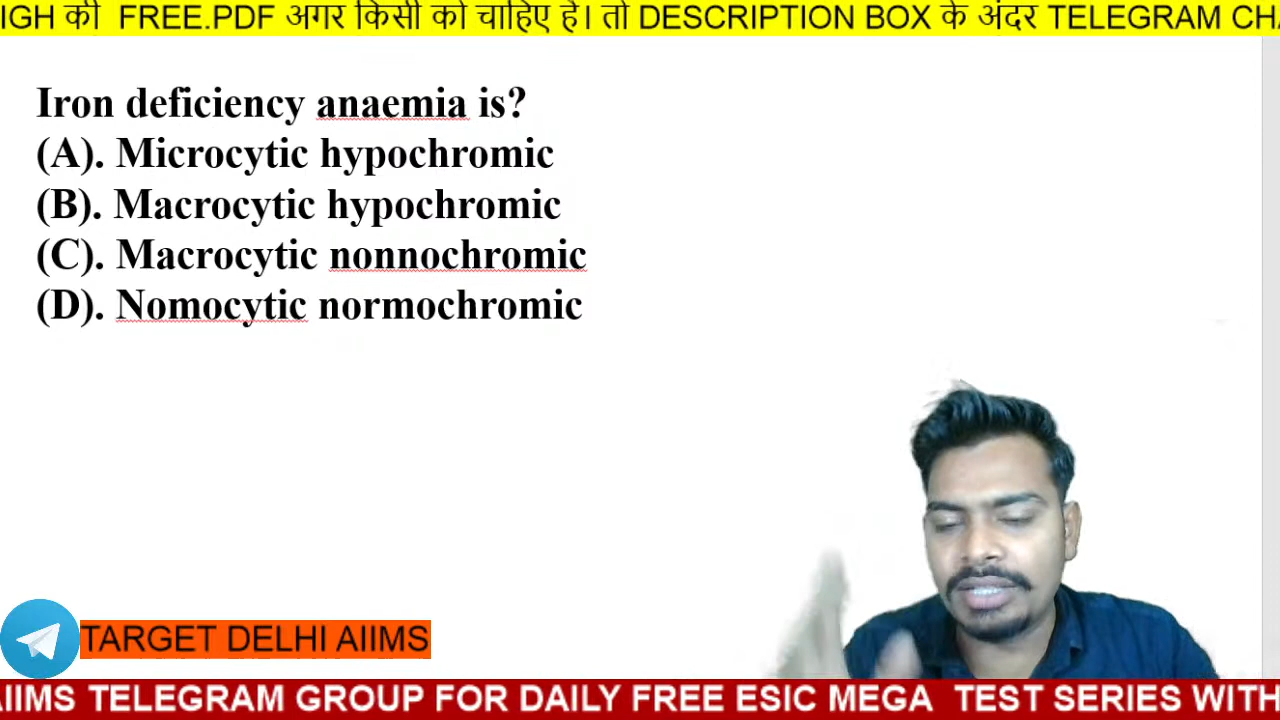 IGH की FREE.PDF अगर किसी को चाहिए है। तो DESCRIPTION BOX के अंदर TELEGRAM CHA
Iron deficiency anaemia is?
(A). Microcytic hypochromic
(B). Macrocytic hypochromic
(C). Macrocytic nonnochromic
(D). Nomocytic normochromic
TARGET DELHI AIIMS
AIIMS TELEGRAM GROUP FOR DAILY FREE ESIC MEGA TEST SERIES WITH